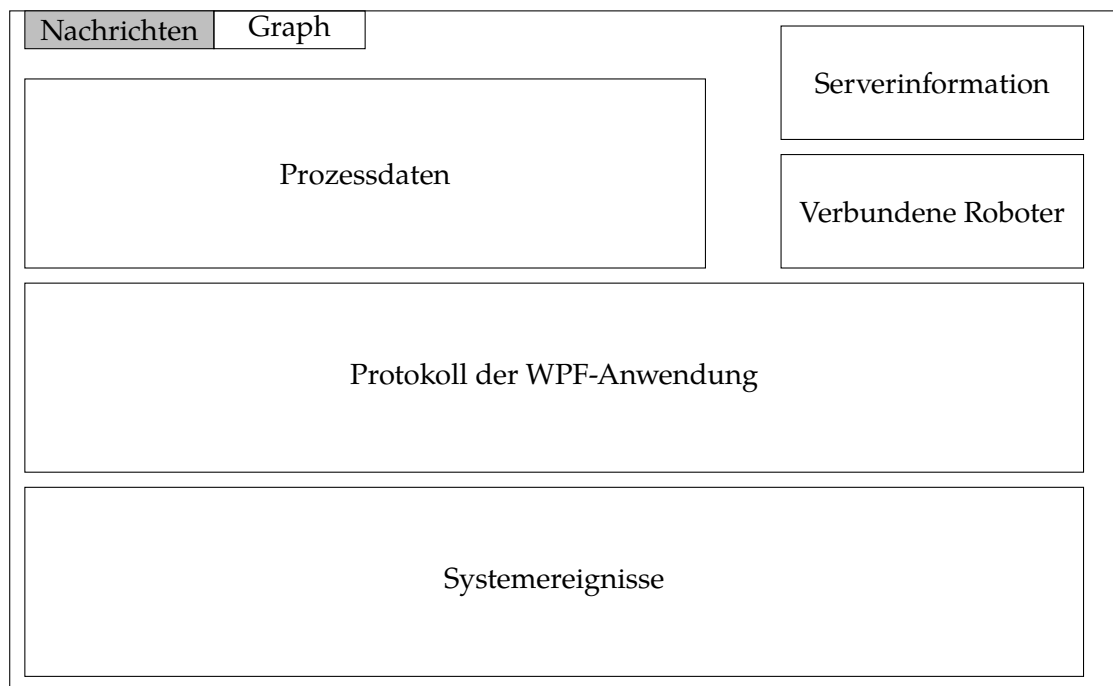 Nachrichten
Graph
Serverinformation
Prozessdaten
Verbundene Roboter
Protokoll der WPF-Anwendung
Systemereignisse